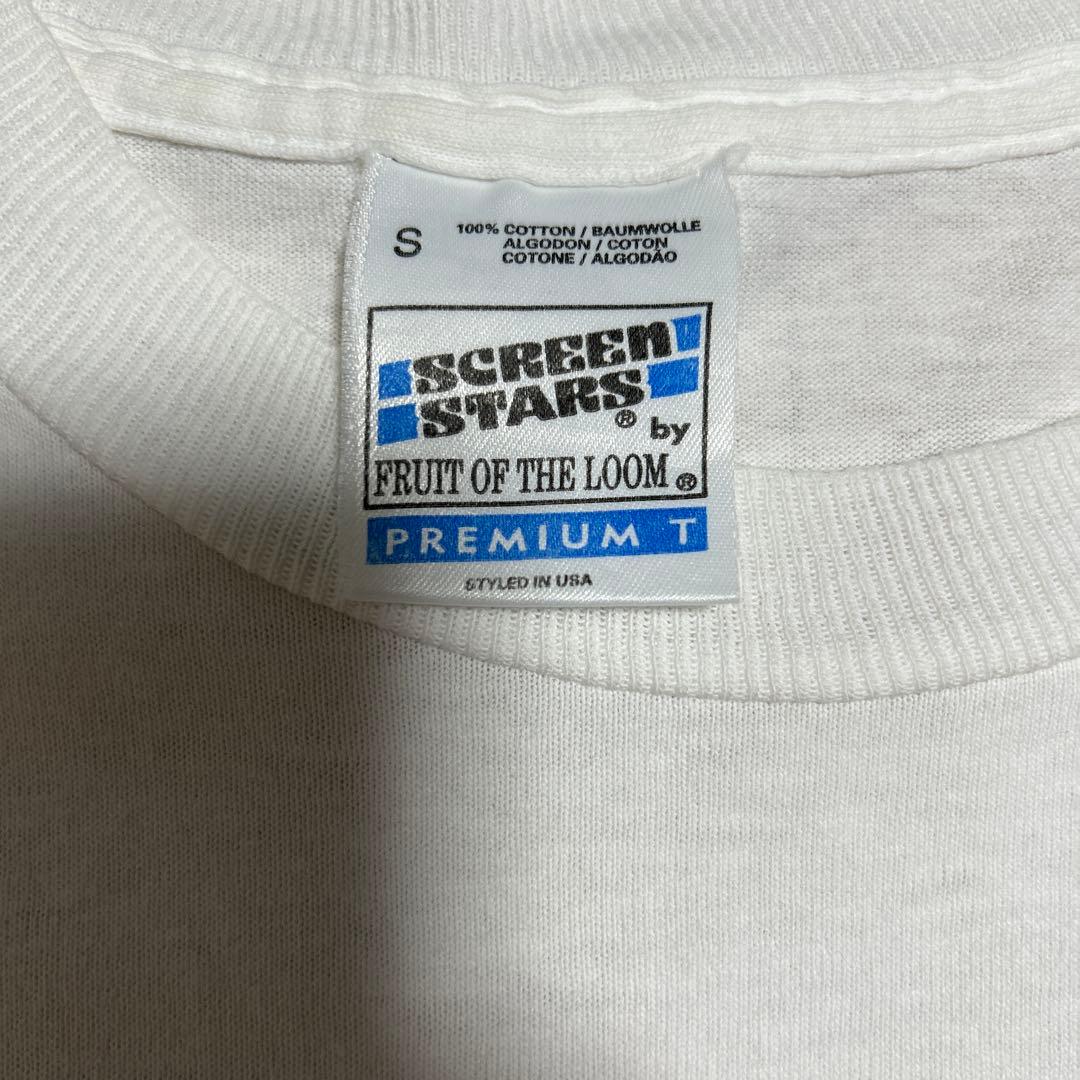 S
100% COTTON / BAUMWOLLE
ALGODON / COTON
COTONE / ALGODÃO
SCREEN
STARS® by
FRUIT OF THE LOOM®
PREMIUM T
STYLED IN USA